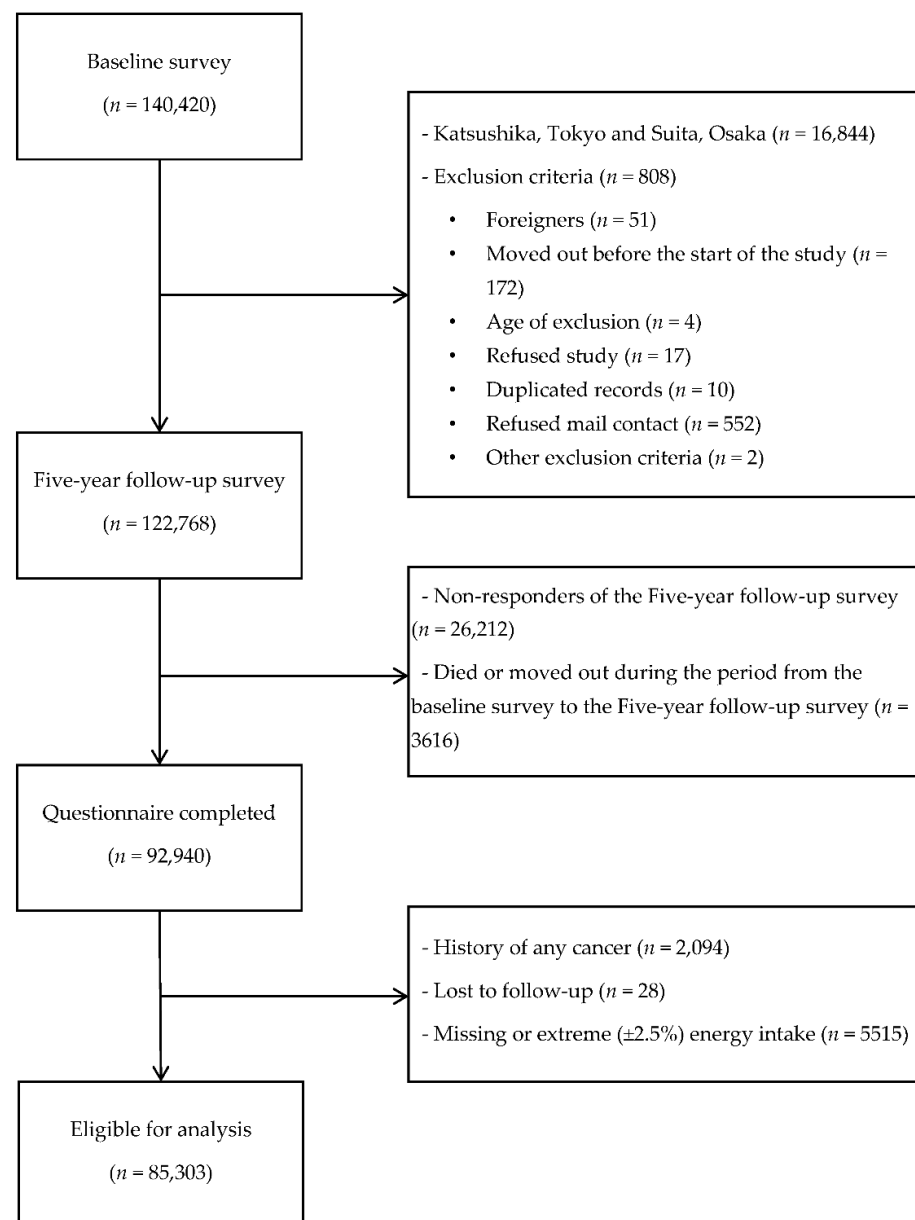 Baseline survey
(n = 140,420)
- Katsushika, Tokyo and Suita, Osaka (n = 16,844)
- Exclusion criteria (n = 808)
• Foreigners (n = 51)
• Moved out before the start of the study (n =
172)
• Age of exclusion (n = 4)
• Refused study (n = 17)
• Duplicated records (n = 10)
• Refused mail contact (n = 552)
• Other exclusion criteria (n = 2)
Five-year follow-up survey
(n = 122,768)
- Non-responders of the Five-year follow-up survey
(n = 26,212)
- Died or moved out during the period from the
baseline survey to the Five-year follow-up survey (n =
3616)
Questionnaire completed
(n = 92,940)
- History of any cancer (n = 2,094)
- Lost to follow-up (n = 28)
- Missing or extreme (±2.5%) energy intake (n = 5515)
Eligible for analysis
(n = 85,303)